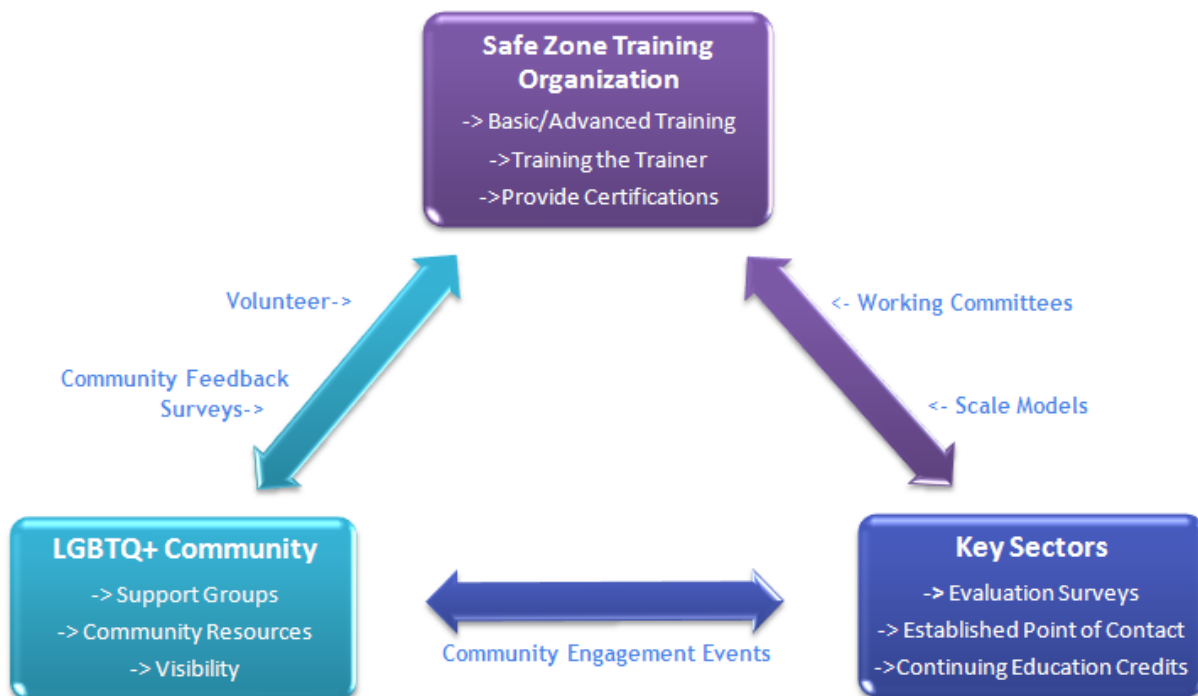 Safe Zone Training
Organization
-> Basic/Advanced Training
->Training the Trainer
->Provide Certifications
Volunteer->
<- Working Committees
Community Feedback
Surveys->
<- Scale Models
LGBTQ+ Community
-> Support Groups
-> Community Resources
-> Visibility
Community Engagement Events
Key Sectors
-> Evaluation Surveys
-> Established Point of Contact
->Continuing Education Credits